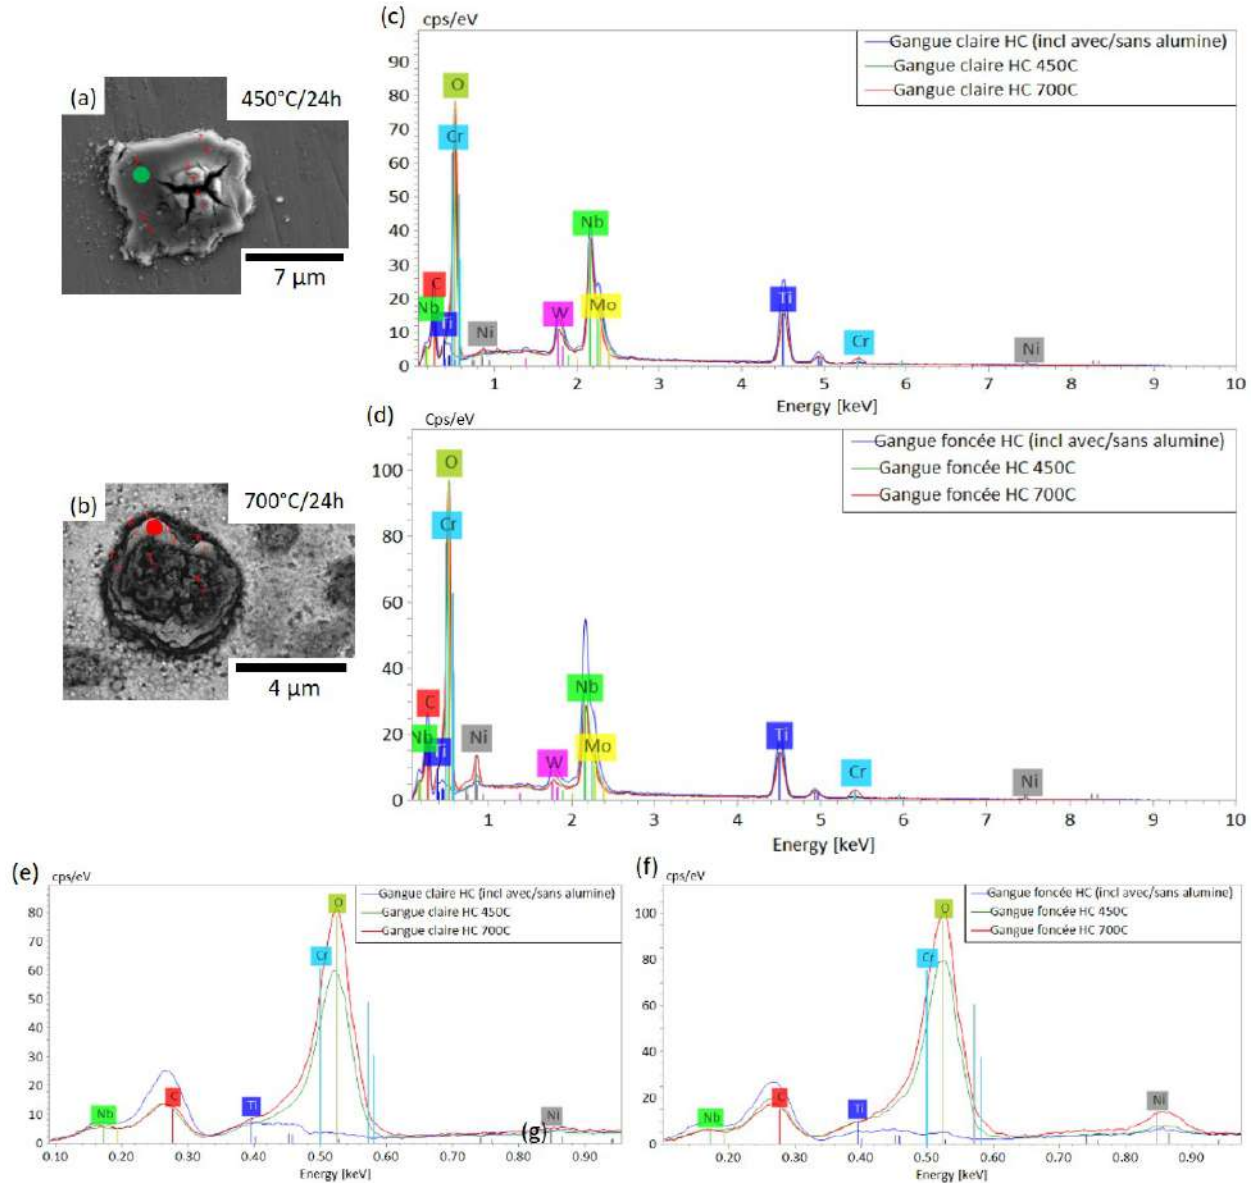 (a)
450°C/24h
7 µm
(c)
cps/eV
Gangue claire HC (incl avec/sans alumine)
Gangue claire HC 450C
Gangue claire HC 700C
90
80
70
60
50
40
30
20
10
0
O
Cr
C
Nb
Ti
Ni
W
Nb
Mo
Ti
Cr
Ni
1
2
3
4
5
6
7
8
9
10
Energy [keV]
(b)
700°C/24h
4 µm
(d)
Cps/eV
Gangue foncée HC (incl avec/sans alumine)
Gangue foncée HC 450C
Gangue foncée HC 700C
100
80
60
40
20
0
O
Cr
C
Nb
Ti
Ni
W
Nb
Mo
Ti
Cr
Ni
1
2
3
4
5
6
7
8
9
10
Energy [keV]
(e)
cps/eV
Gangue claire HC (incl avec/sans alumine)
Gangue claire HC 450C
Gangue claire HC 700C
80
70
60
50
40
30
20
10
0
Nb
C
Ti
Cr
O
Ni
(g)
0.10
0.20
0.30
0.40
0.50
0.60
0.70
0.80
0.90
Energy [keV]
(f)
cps/eV
Gangue foncée HC (incl avec/sans alumine)
Gangue foncée HC 450C
Gangue foncée HC 700C
100
80
60
40
20
0
Nb
C
Ti
Cr
O
Ni
0.20
0.30
0.40
0.50
0.60
0.70
0.80
0.90
Energy [keV]